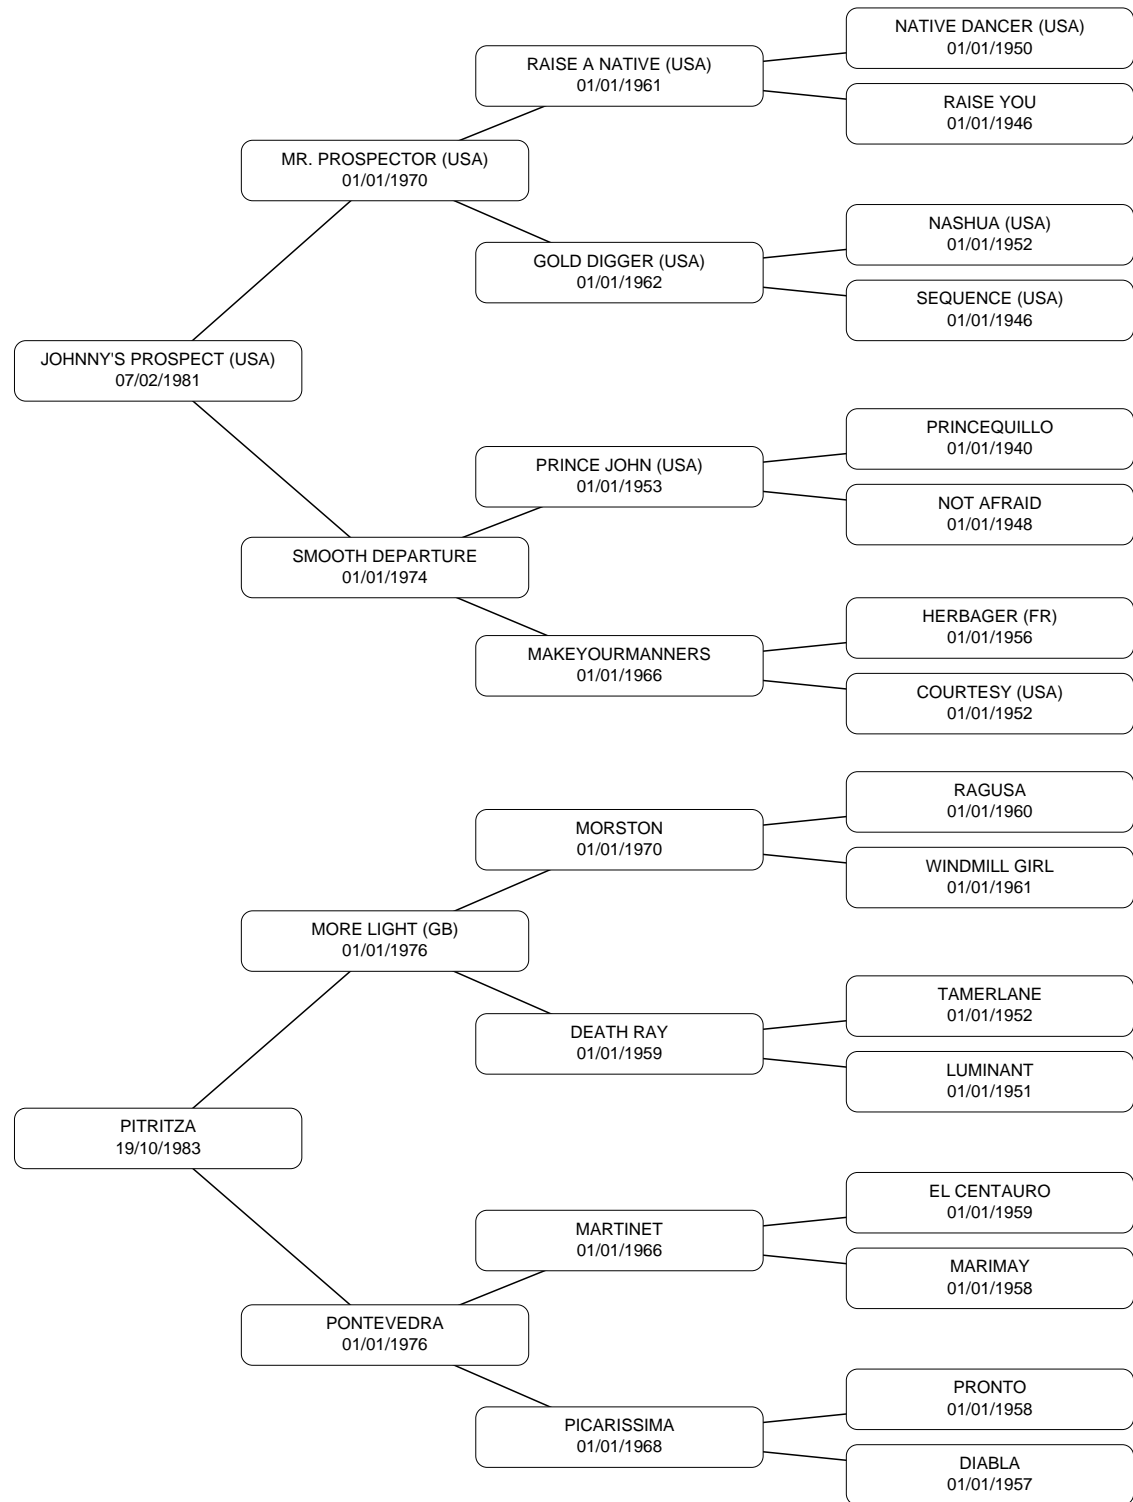 NATIVE DANCER (USA)
01/01/1950
RAISE A NATIVE (USA)
01/01/1961
RAISE YOU
01/01/1946
MR. PROSPECTOR (USA)
01/01/1970
NASHUA (USA)
01/01/1952
GOLD DIGGER (USA)
01/01/1962
SEQUENCE (USA)
01/01/1946
JOHNNY'S PROSPECT (USA)
07/02/1981
PRINCEQUILLO
01/01/1940
PRINCE JOHN (USA)
01/01/1953
NOT AFRAID
01/01/1948
SMOOTH DEPARTURE
01/01/1974
HERBAGER (FR)
01/01/1956
MAKEYOURMANNERS
01/01/1966
COURTESY (USA)
01/01/1952
RAGUSA
01/01/1960
MORSTON
01/01/1970
WINDMILL GIRL
01/01/1961
MORE LIGHT (GB)
01/01/1976
TAMERLANE
01/01/1952
DEATH RAY
01/01/1959
LUMINANT
01/01/1951
PITRITZA
19/10/1983
EL CENTAURO
01/01/1959
MARTINET
01/01/1966
MARIMAY
01/01/1958
PONTEVEDRA
01/01/1976
PRONTO
01/01/1958
PICARISSIMA
01/01/1968
DIABLA
01/01/1957